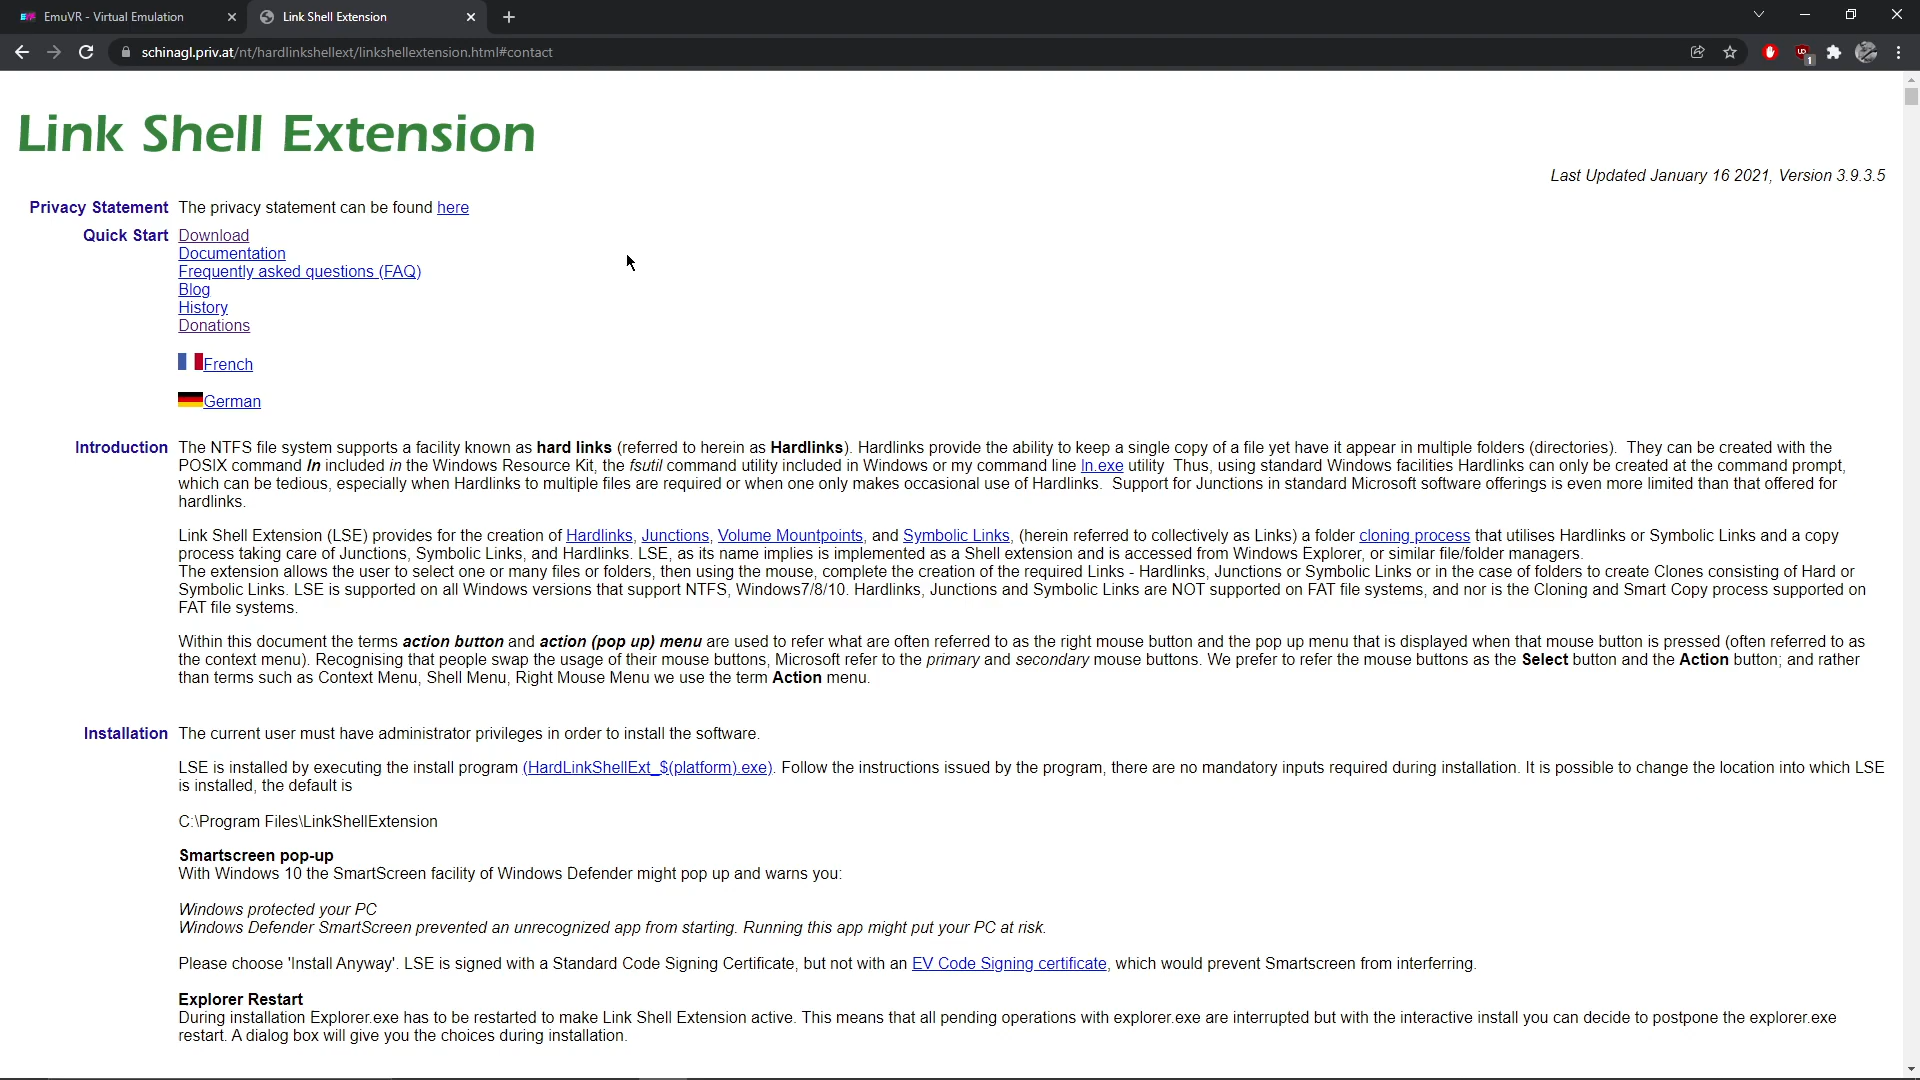 EmuVR - Virtual Emulation
Link Shell Extension
schinagl.priv.at/nt/hardlinkshellext/linkshellextension.html#contact
1
Link Shell Extension
Last Updated January 16 2021, Version 3.9.3.5
Privacy Statement The privacy statement can be found here
Quick Start Download
Documentation
Frequently asked questions (FAQ)
Blog
History
Donations
French
German
Introduction The NTFS file system supports a facility known as hard links (referred to herein as Hardlinks). Hardlinks provide the ability to keep a single copy of a file yet have it appear in multiple folders (directories). They can be created with the
POSIX command ln included in the Windows Resource Kit, the fsutil command utility included in Windows or my command line ln.exe utility Thus, using standard Windows facilities Hardlinks can only be created at the command prompt,
which can be tedious, especially when Hardlinks to multiple files are required or when one only makes occasional use of Hardlinks. Support for Junctions in standard Microsoft software offerings is even more limited than that offered for
hardlinks.
Link Shell Extension (LSE) provides for the creation of Hardlinks, Junctions, Volume Mountpoints, and Symbolic Links, (herein referred to collectively as Links) a folder cloning process that utilises Hardlinks or Symbolic Links and a copy
process taking care of Junctions, Symbolic Links, and Hardlinks. LSE, as its name implies is implemented as a Shell extension and is accessed from Windows Explorer, or similar file/folder managers.
The extension allows the user to select one or many files or folders, then using the mouse, complete the creation of the required Links - Hardlinks, Junctions or Symbolic Links or in the case of folders to create Clones consisting of Hard or
Symbolic Links. LSE is supported on all Windows versions that support NTFS, Windows7/8/10. Hardlinks, Junctions and Symbolic Links are NOT supported on FAT file systems, and nor is the Cloning and Smart Copy process supported on
FAT file systems.
Within this document the terms action button and action (pop up) menu are used to refer what are often referred to as the right mouse button and the pop up menu that is displayed when that mouse button is pressed (often referred to as
the context menu). Recognising that people swap the usage of their mouse buttons, Microsoft refer to the primary and secondary mouse buttons. We prefer to refer the mouse buttons as the Select button and the Action button; and rather
than terms such as Context Menu, Shell Menu, Right Mouse Menu we use the term Action menu.
Installation The current user must have administrator privileges in order to install the software.
LSE is installed by executing the install program (HardLinkShellExt_$(platform).exe). Follow the instructions issued by the program, there are no mandatory inputs required during installation. It is possible to change the location into which LSE
is installed, the default is
C:\Program Files\LinkShellExtension
Smartscreen pop-up
With Windows 10 the SmartScreen facility of Windows Defender might pop up and warns you:
Windows protected your PC
Windows Defender SmartScreen prevented an unrecognized app from starting. Running this app might put your PC at risk.
Please choose 'Install Anyway'. LSE is signed with a Standard Code Signing Certificate, but not with an EV Code Signing certificate, which would prevent Smartscreen from interfering.
Explorer Restart
During installation Explorer.exe has to be restarted to make Link Shell Extension active. This means that all pending operations with explorer.exe are interrupted but with the interactive install you can decide to postpone the explorer.exe
restart. A dialog box will give you the choices during installation.